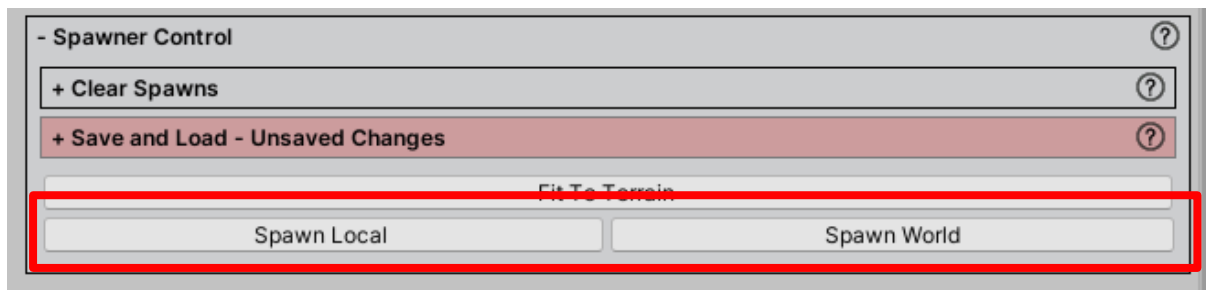 - Spawner Control ?
+ Clear Spawns ?
+ Save and Load - Unsaved Changes ?
Fit To Terrain
Spawn Local Spawn World